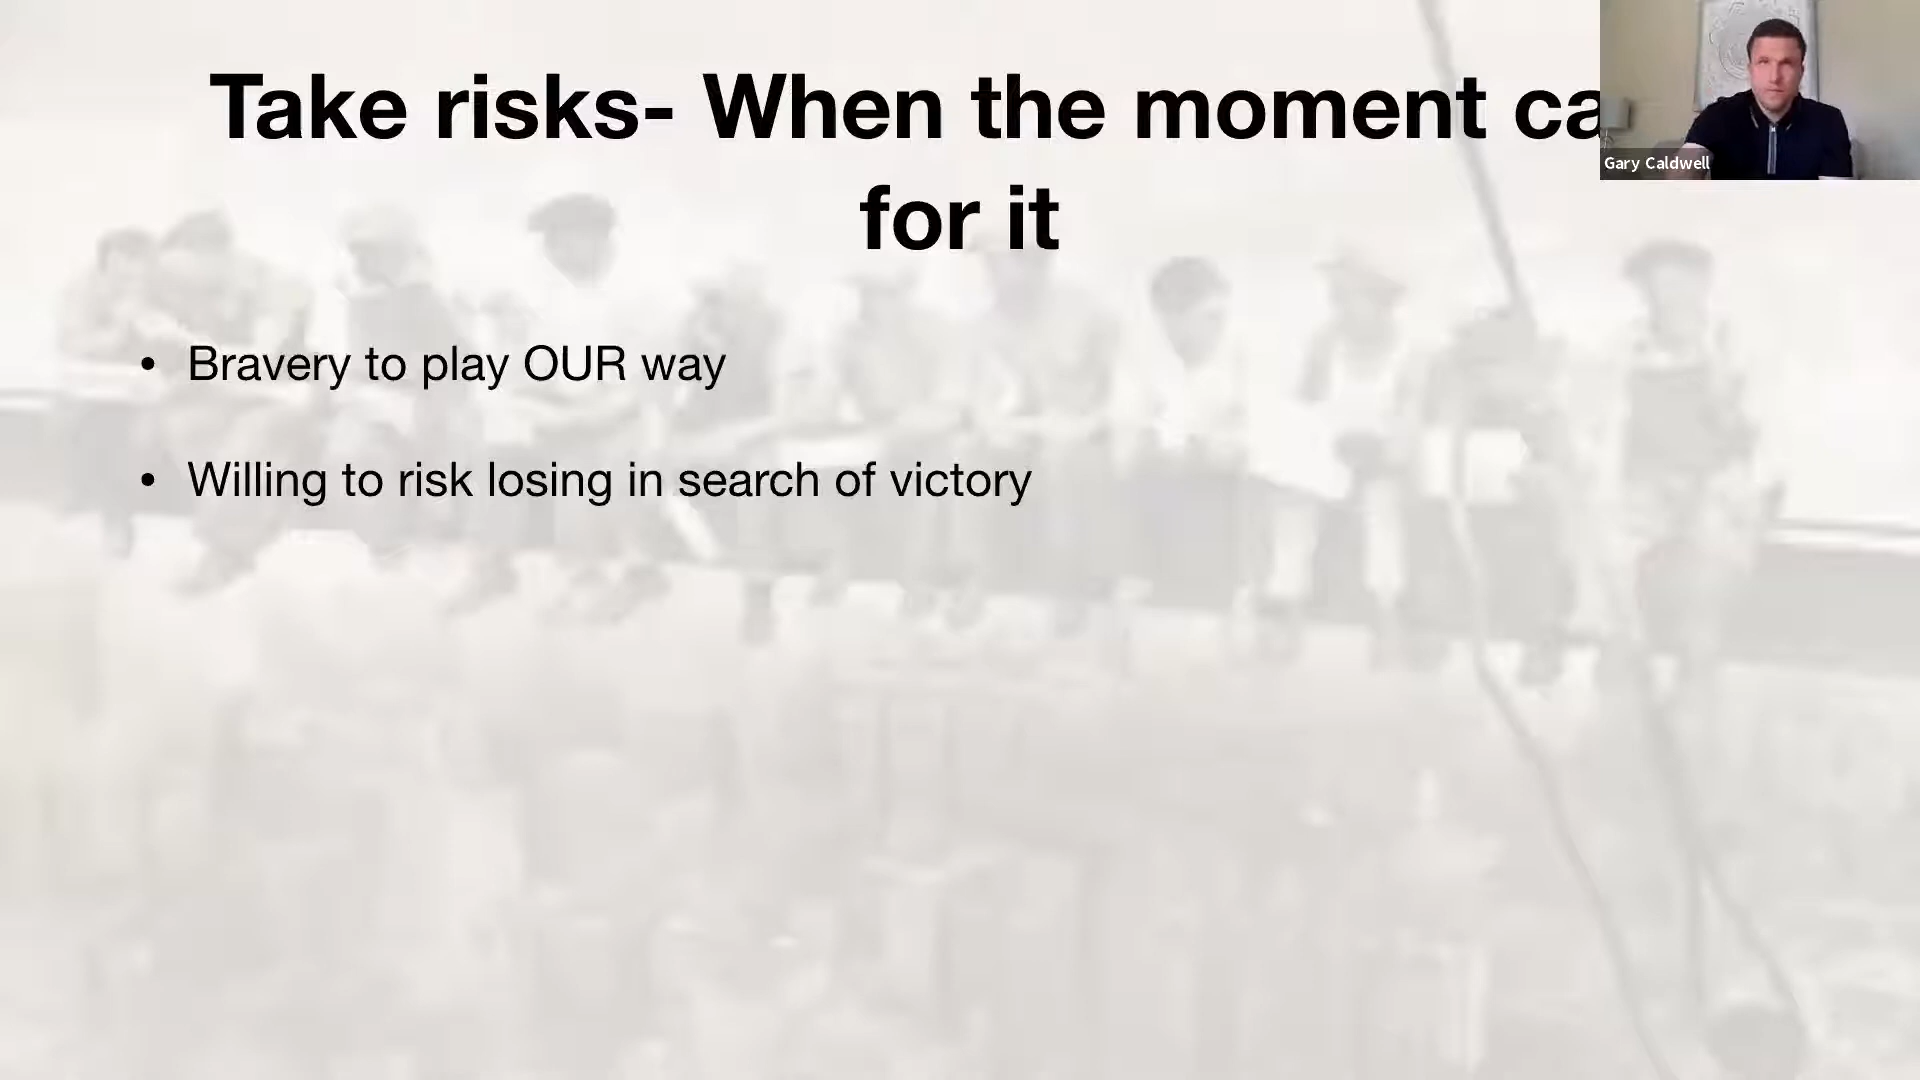 Take risks- When the moment
for it
• Bravery to play OUR way
• Willing to risk losing in search of victory
Gary Caldwell